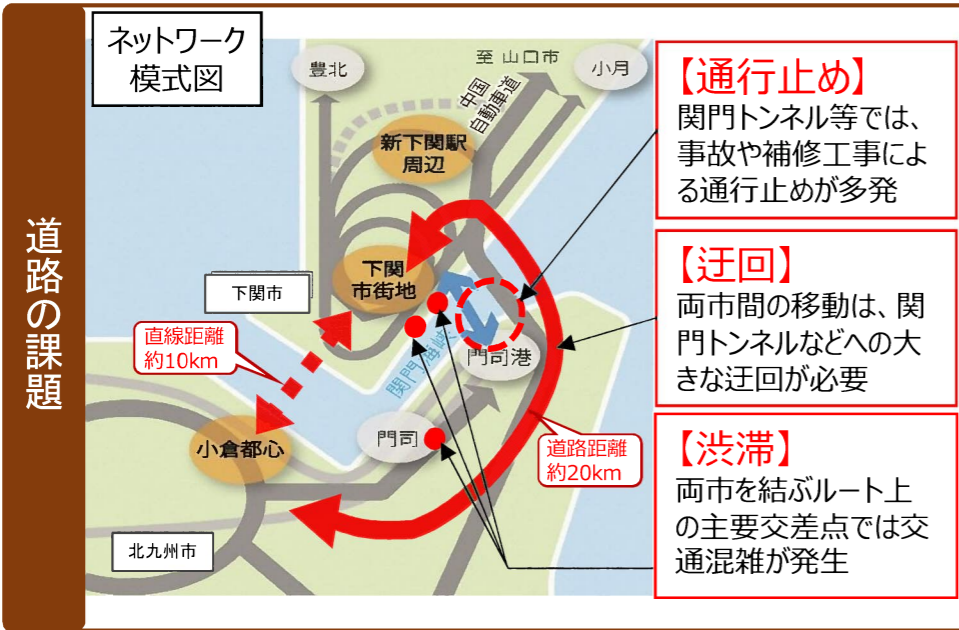 道路の課題
ネットワーク
模式図
豊北
至 山口市
小月
中国
自動車道
新下関駅
周辺
下関市
下関
市街地
直線距離
約10km
関門海峡
門司港
小倉都心
門司
道路距離
約20km
北九州市
【通行止め】
関門トンネル等では、
事故や補修工事によ
る通行止めが多発
【迂回】
両市間の移動は、関
門トンネルなどへの大
きな迂回が必要
【渋滞】
両市を結ぶルート上
の主要交差点では交
通混雑が発生